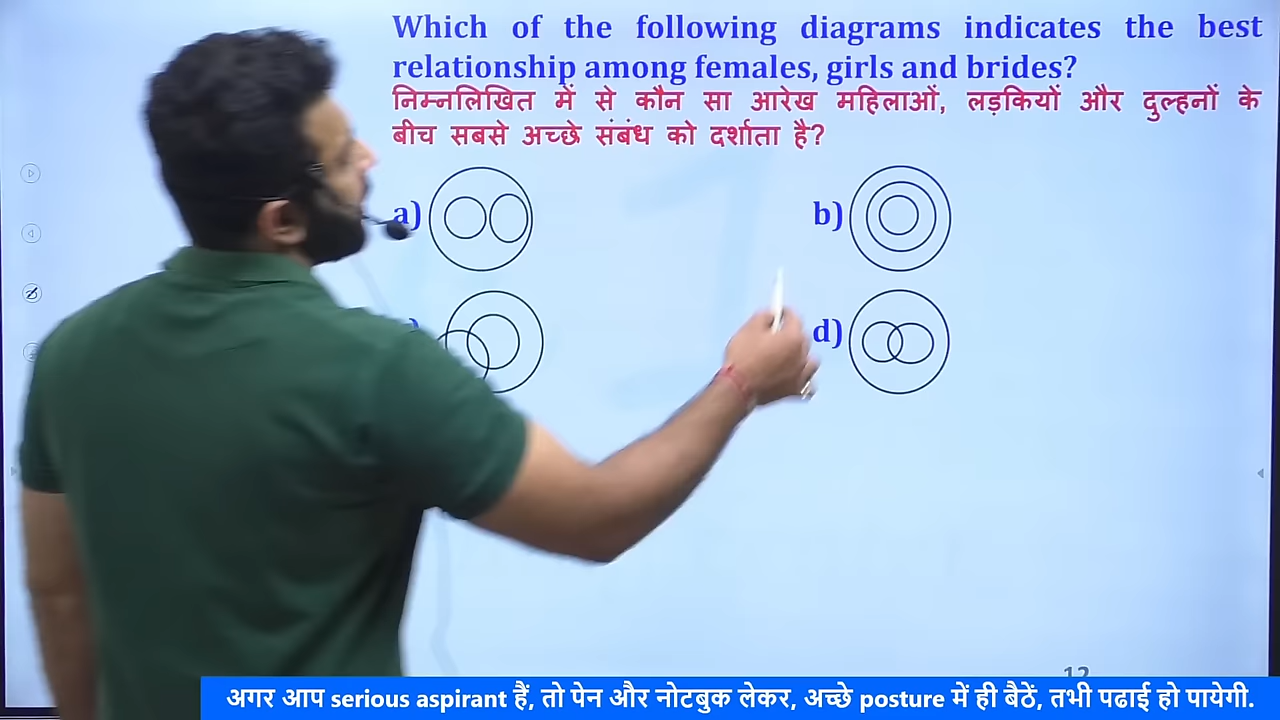 Which of the following diagrams indicates the best
relationship among females, girls and brides?
निम्नलिखित में से कौन सा आरेख महिलाओं, लड़कियों और दुल्हनों के
बीच सबसे अच्छे संबंध को दर्शाता है?
a)
b)
)
d)
12
अगर आप serious aspirant हैं, तो पेन और नोटबुक लेकर, अच्छे posture में ही बैठें, तभी पढाई हो पायेगी.